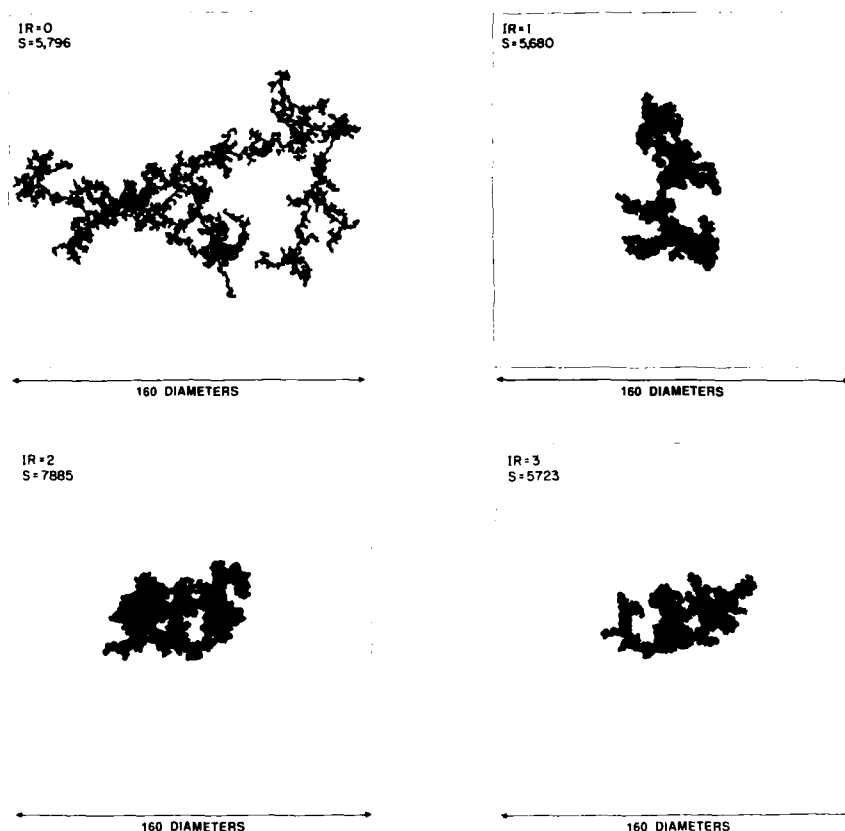 IR=0
S=5,796
160 DIAMETERS
IR=1
S=5,680
160 DIAMETERS
IR=2
S=7885
160 DIAMETERS
IR=3
S=5723
160 DIAMETERS